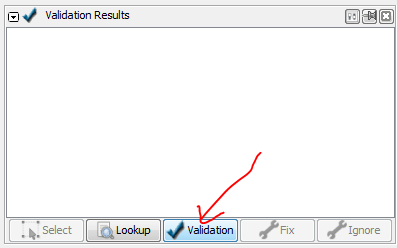 Validation Results
Select Lookup Validation Fix Ignore